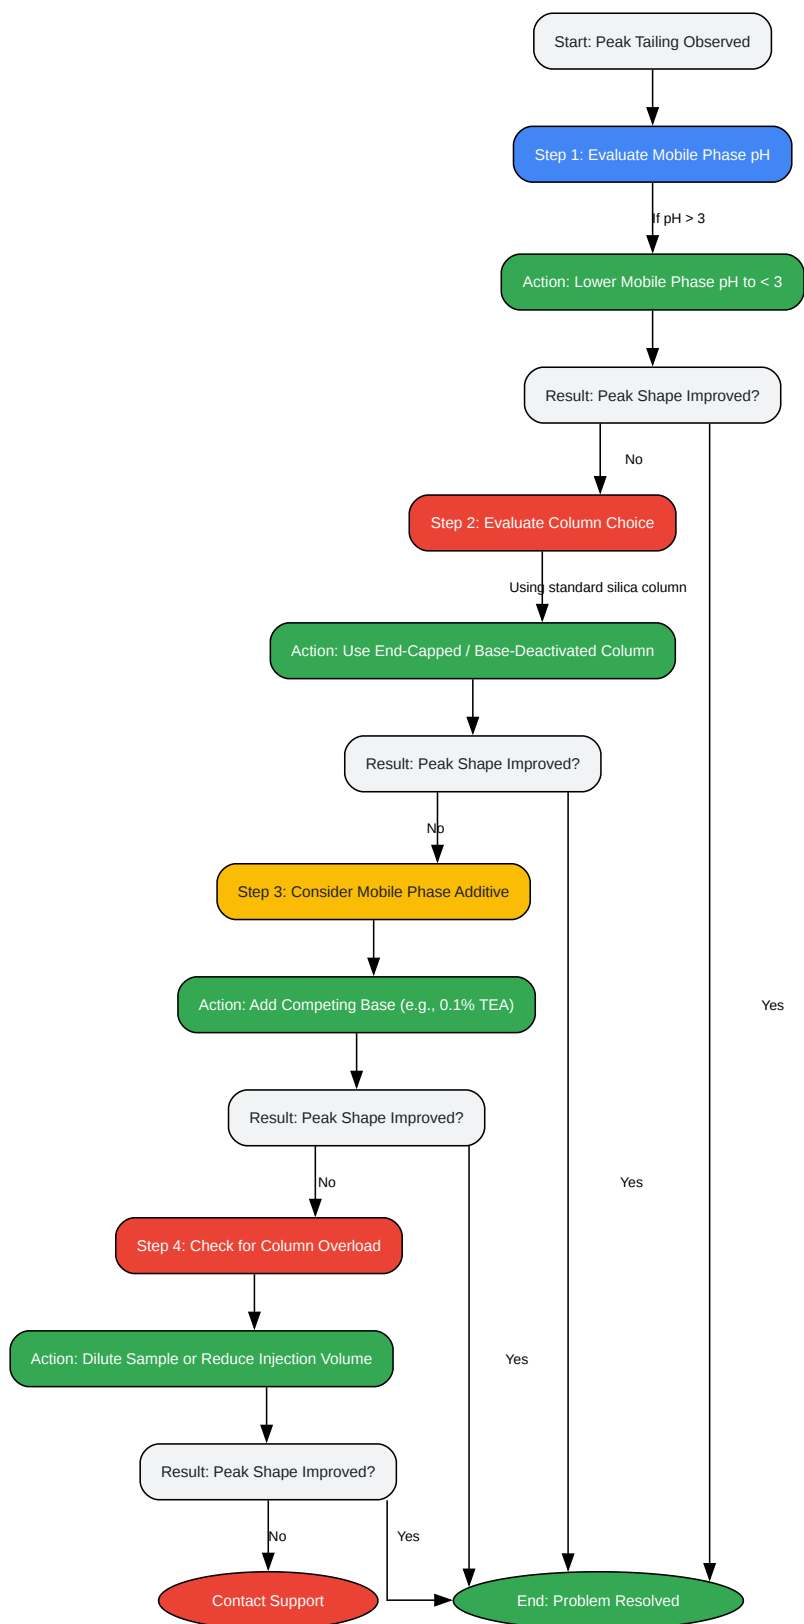 Start: Peak Tailing Observed
Step 1: Evaluate Mobile Phase pH
If pH > 3
Action: Lower Mobile Phase pH to < 3
Result: Peak Shape Improved?
No
Step 2: Evaluate Column Choice
Using standard silica column
Action: Use End-Capped / Base-Deactivated Column
Result: Peak Shape Improved?
No
Step 3: Consider Mobile Phase Additive
Action: Add Competing Base (e.g., 0.1% TEA)
Yes
Result: Peak Shape Improved?
No
Yes
Step 4: Check for Column Overload
Action: Dilute Sample or Reduce Injection Volume
Yes
Result: Peak Shape Improved?
No
Yes
Contact Support
End: Problem Resolved